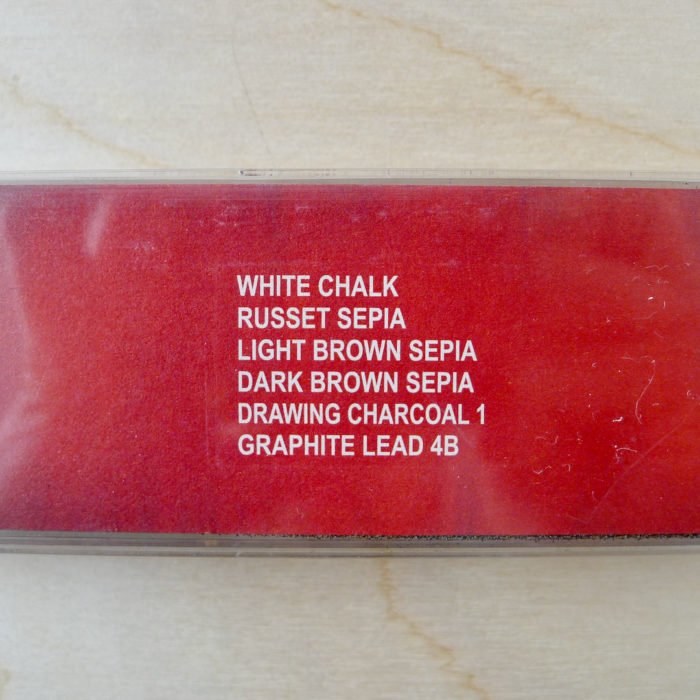 WHITE CHALK
RUSSET SEPIA
LIGHT BROWN SEPIA
DARK BROWN SEPIA
DRAWING CHARCOAL 1
GRAPHITE LEAD 4B